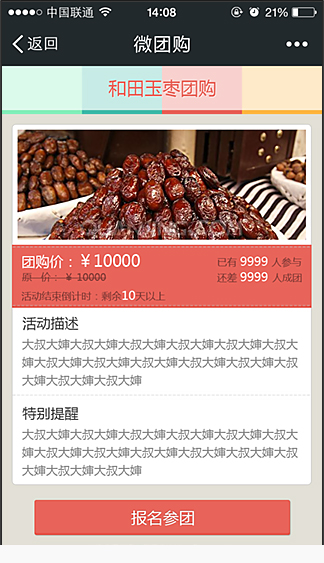 中国联通 14:08 21%
返回 微团购
和田玉枣团购
团购价：￥10000 已有 9999 人参与
原 价：￥10000 还差 9999 人成团
活动结束倒计时：剩余10天以上
活动描述
大叔大婶大叔大婶大叔大婶大叔大婶大叔大婶大叔大
婶大叔大婶大叔大婶大叔大婶大叔大婶大叔大婶大叔
大婶大叔大婶大叔大婶
特别提醒
大叔大婶大叔大婶大叔大婶大叔大婶大叔大婶大叔大
婶大叔大婶大叔大婶大叔大婶大叔大婶大叔大婶大叔
大婶大叔大婶大叔大婶
报名参团